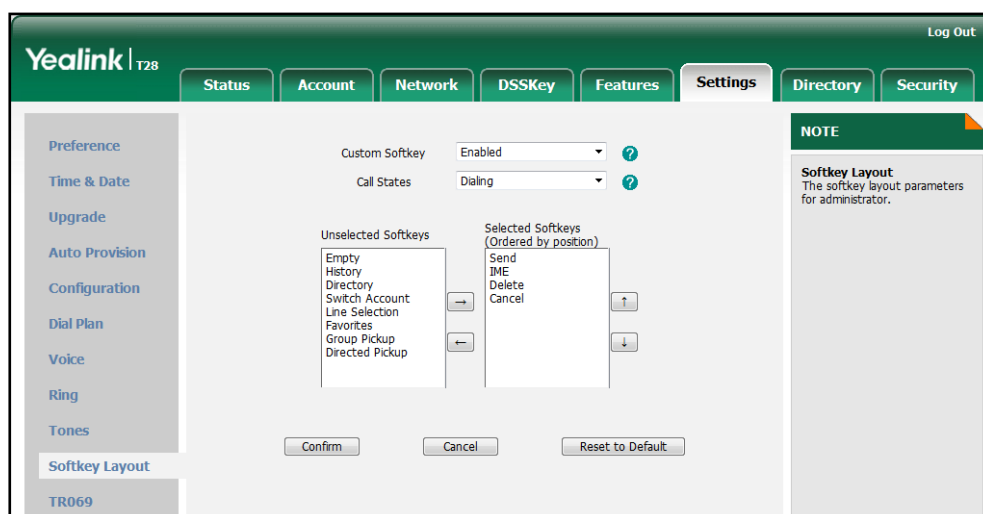 Log Out
Yealink | T28
Status Account Network DSSKey Features Settings Directory Security
Preference
Time & Date
Upgrade
Auto Provision
Configuration
Dial Plan
Voice
Ring
Tones
Softkey Layout
TR069
Custom Softkey Enabled ?
Call States Dialing ?
Unselected Softkeys
Empty
History
Directory
Switch Account
Line Selection
Favorites
Group Pickup
Directed Pickup
→
←
Selected Softkeys
(Ordered by position)
Send
IME
Delete
Cancel
↑
↓
Confirm Cancel Reset to Default
NOTE
Softkey Layout
The softkey layout parameters
for administrator.